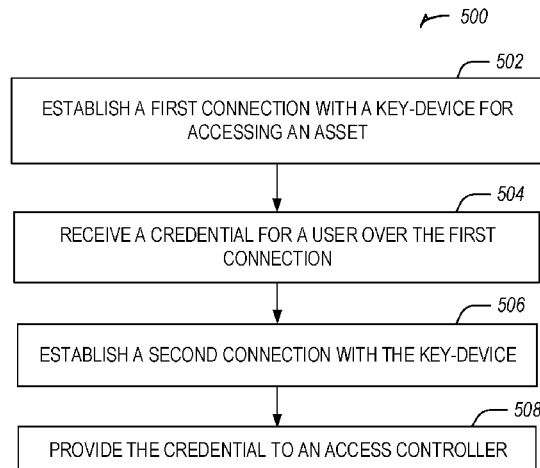 500
502
ESTABLISH A FIRST CONNECTION WITH A KEY-DEVICE FOR
ACCESSING AN ASSET
504
RECEIVE A CREDENTIAL FOR A USER OVER THE FIRST
CONNECTION
506
ESTABLISH A SECOND CONNECTION WITH THE KEY-DEVICE
508
PROVIDE THE CREDENTIAL TO AN ACCESS CONTROLLER